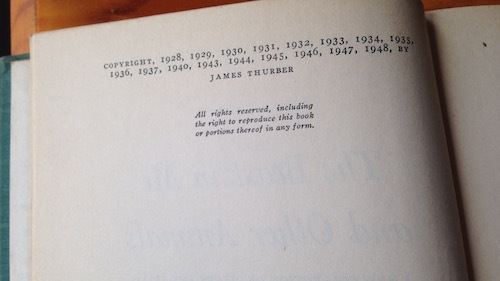 COPYRIGHT, 1928, 1929, 1930, 1931, 1932, 1933, 1934, 1935,
1936, 1937, 1940, 1943, 1944, 1945, 1946, 1947, 1948, BY
JAMES THURBER
All rights reserved, including
the right to reproduce this book
or portions thereof in any form.